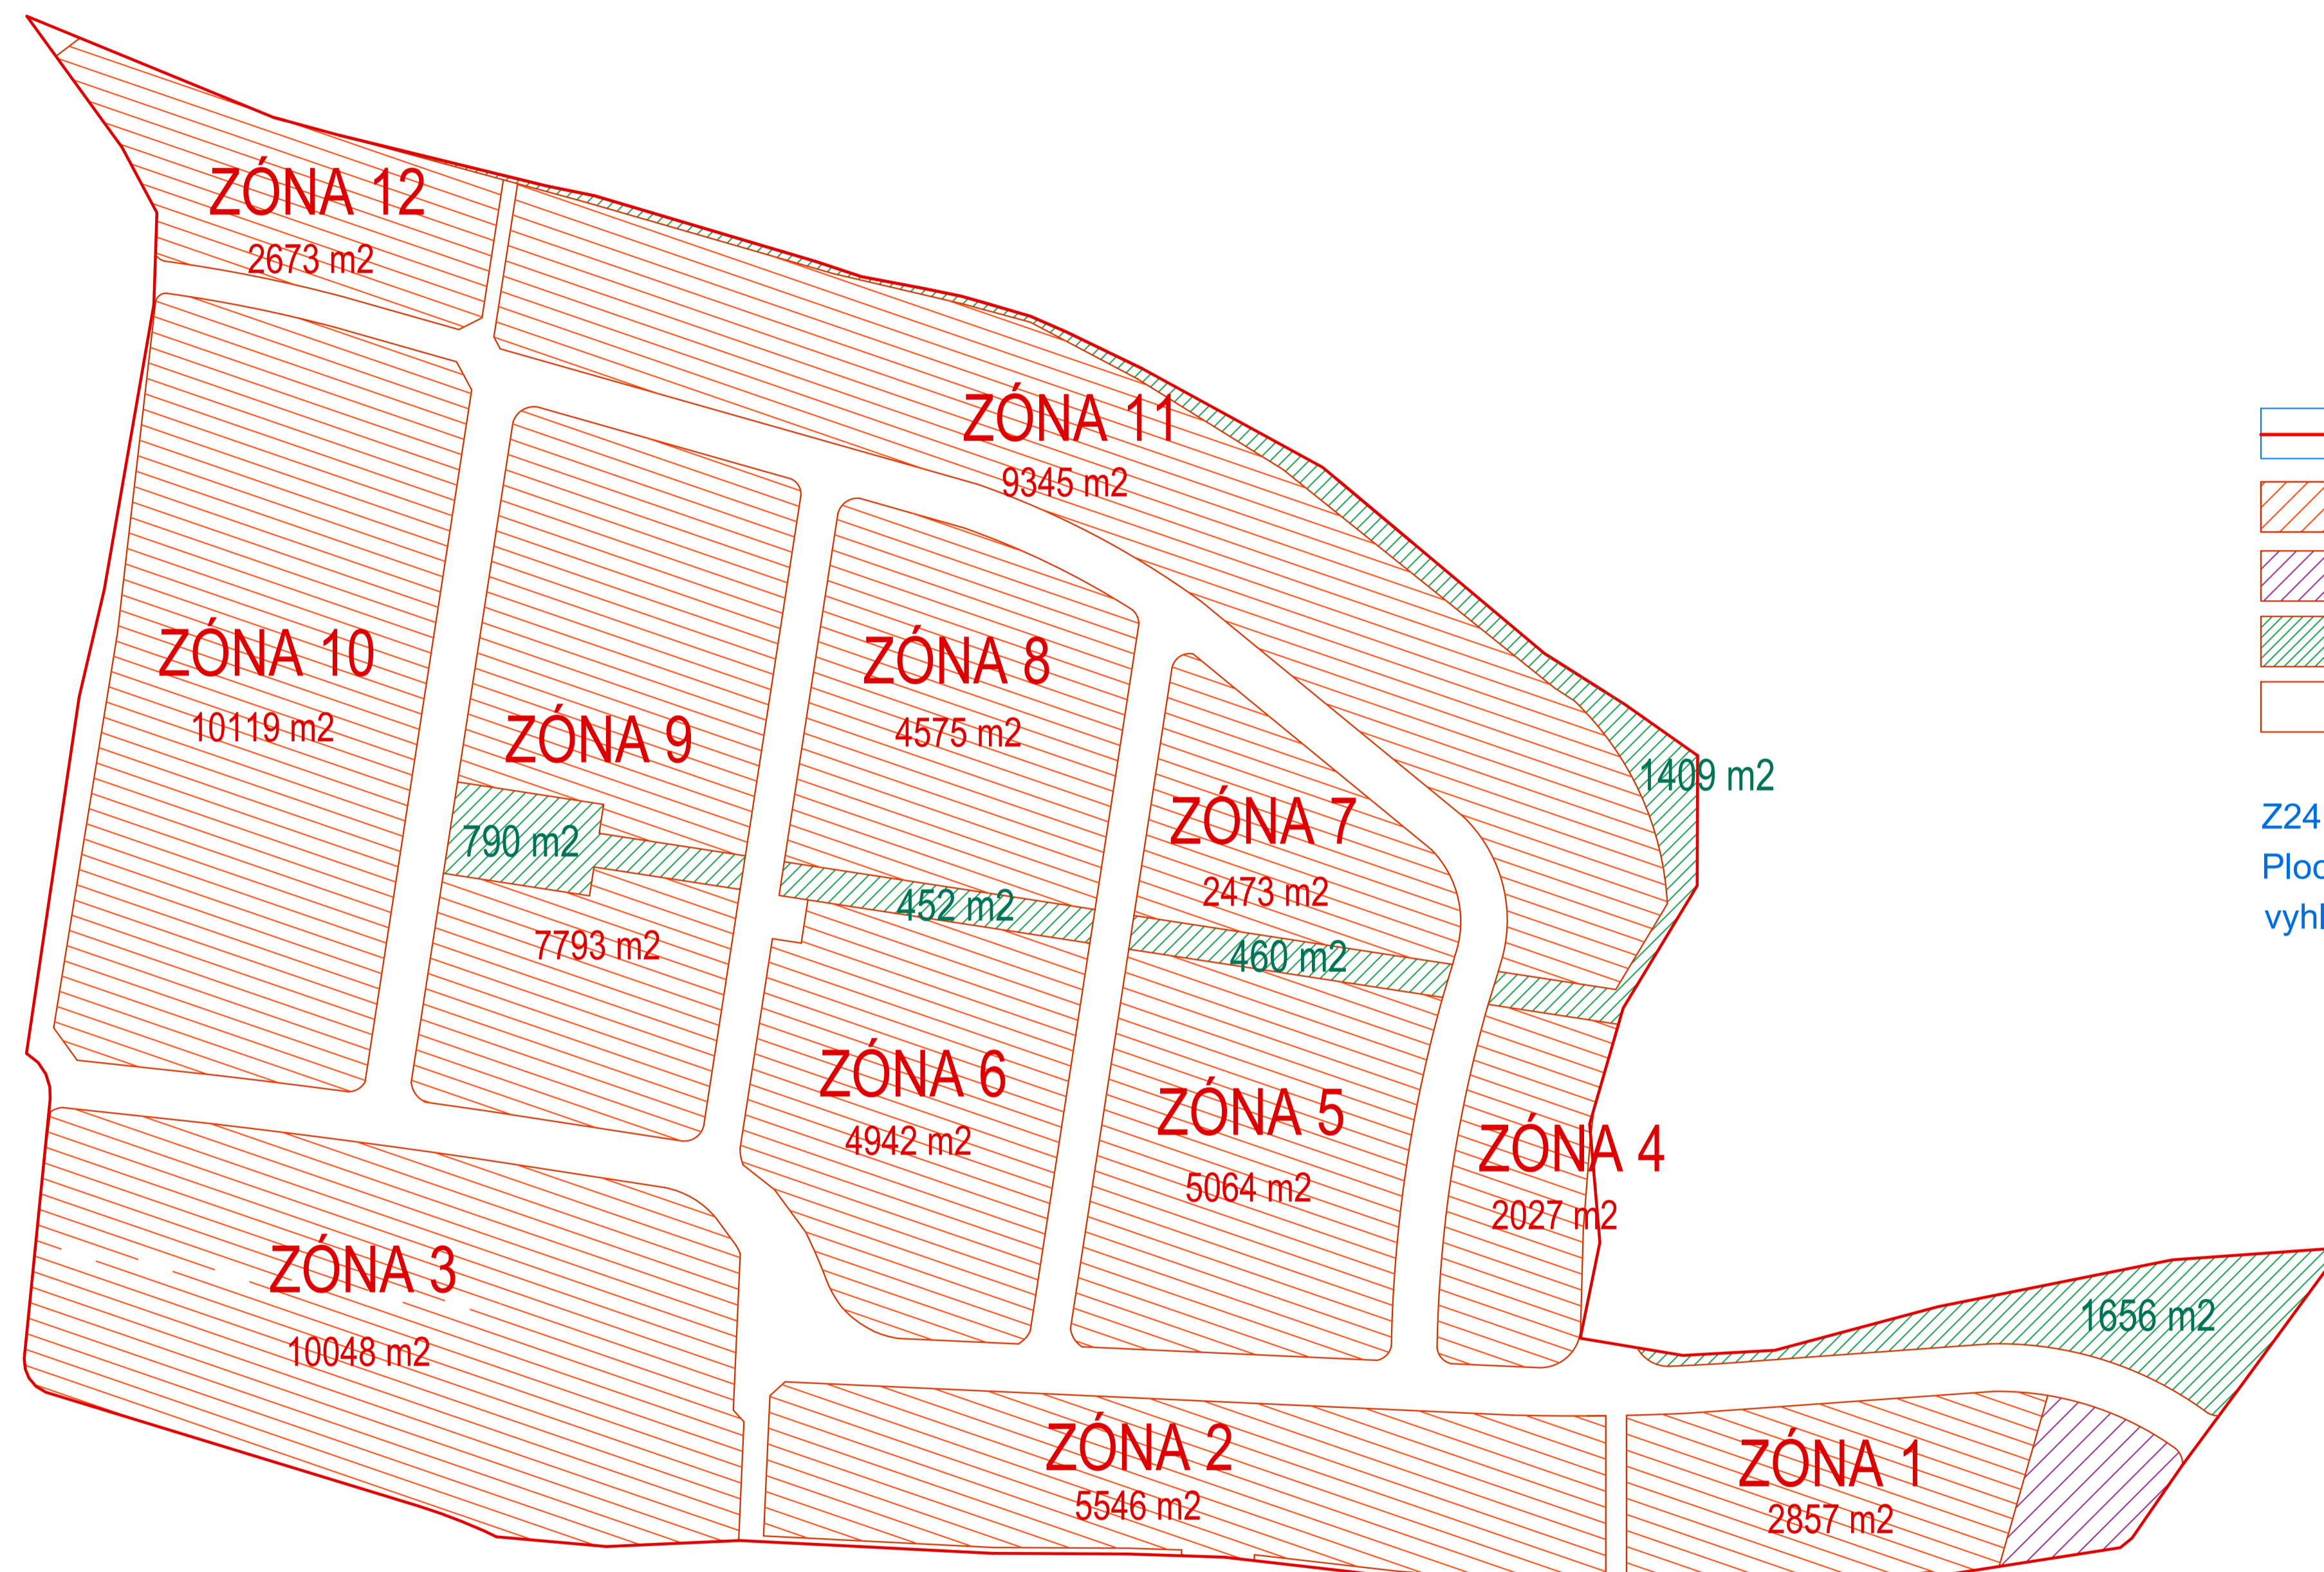 ZÓNA 12
2673 m2
ZÓNA 11
9345 m2
ZÓNA 10
10119 m2
ZÓNA 9
790 m2
7793 m2
ZÓNA 8
4575 m2
452 m2
ZÓNA 7
2473 m2
460 m2
1409 m2
Z24
ZÓNA 6
4942 m2
ZÓNA 5
5064 m2
ZÓNA 4
2027 m2
ZÓNA 3
10048 m2
1656 m2
ZÓNA 2
5546 m2
ZÓNA 1
2857 m2